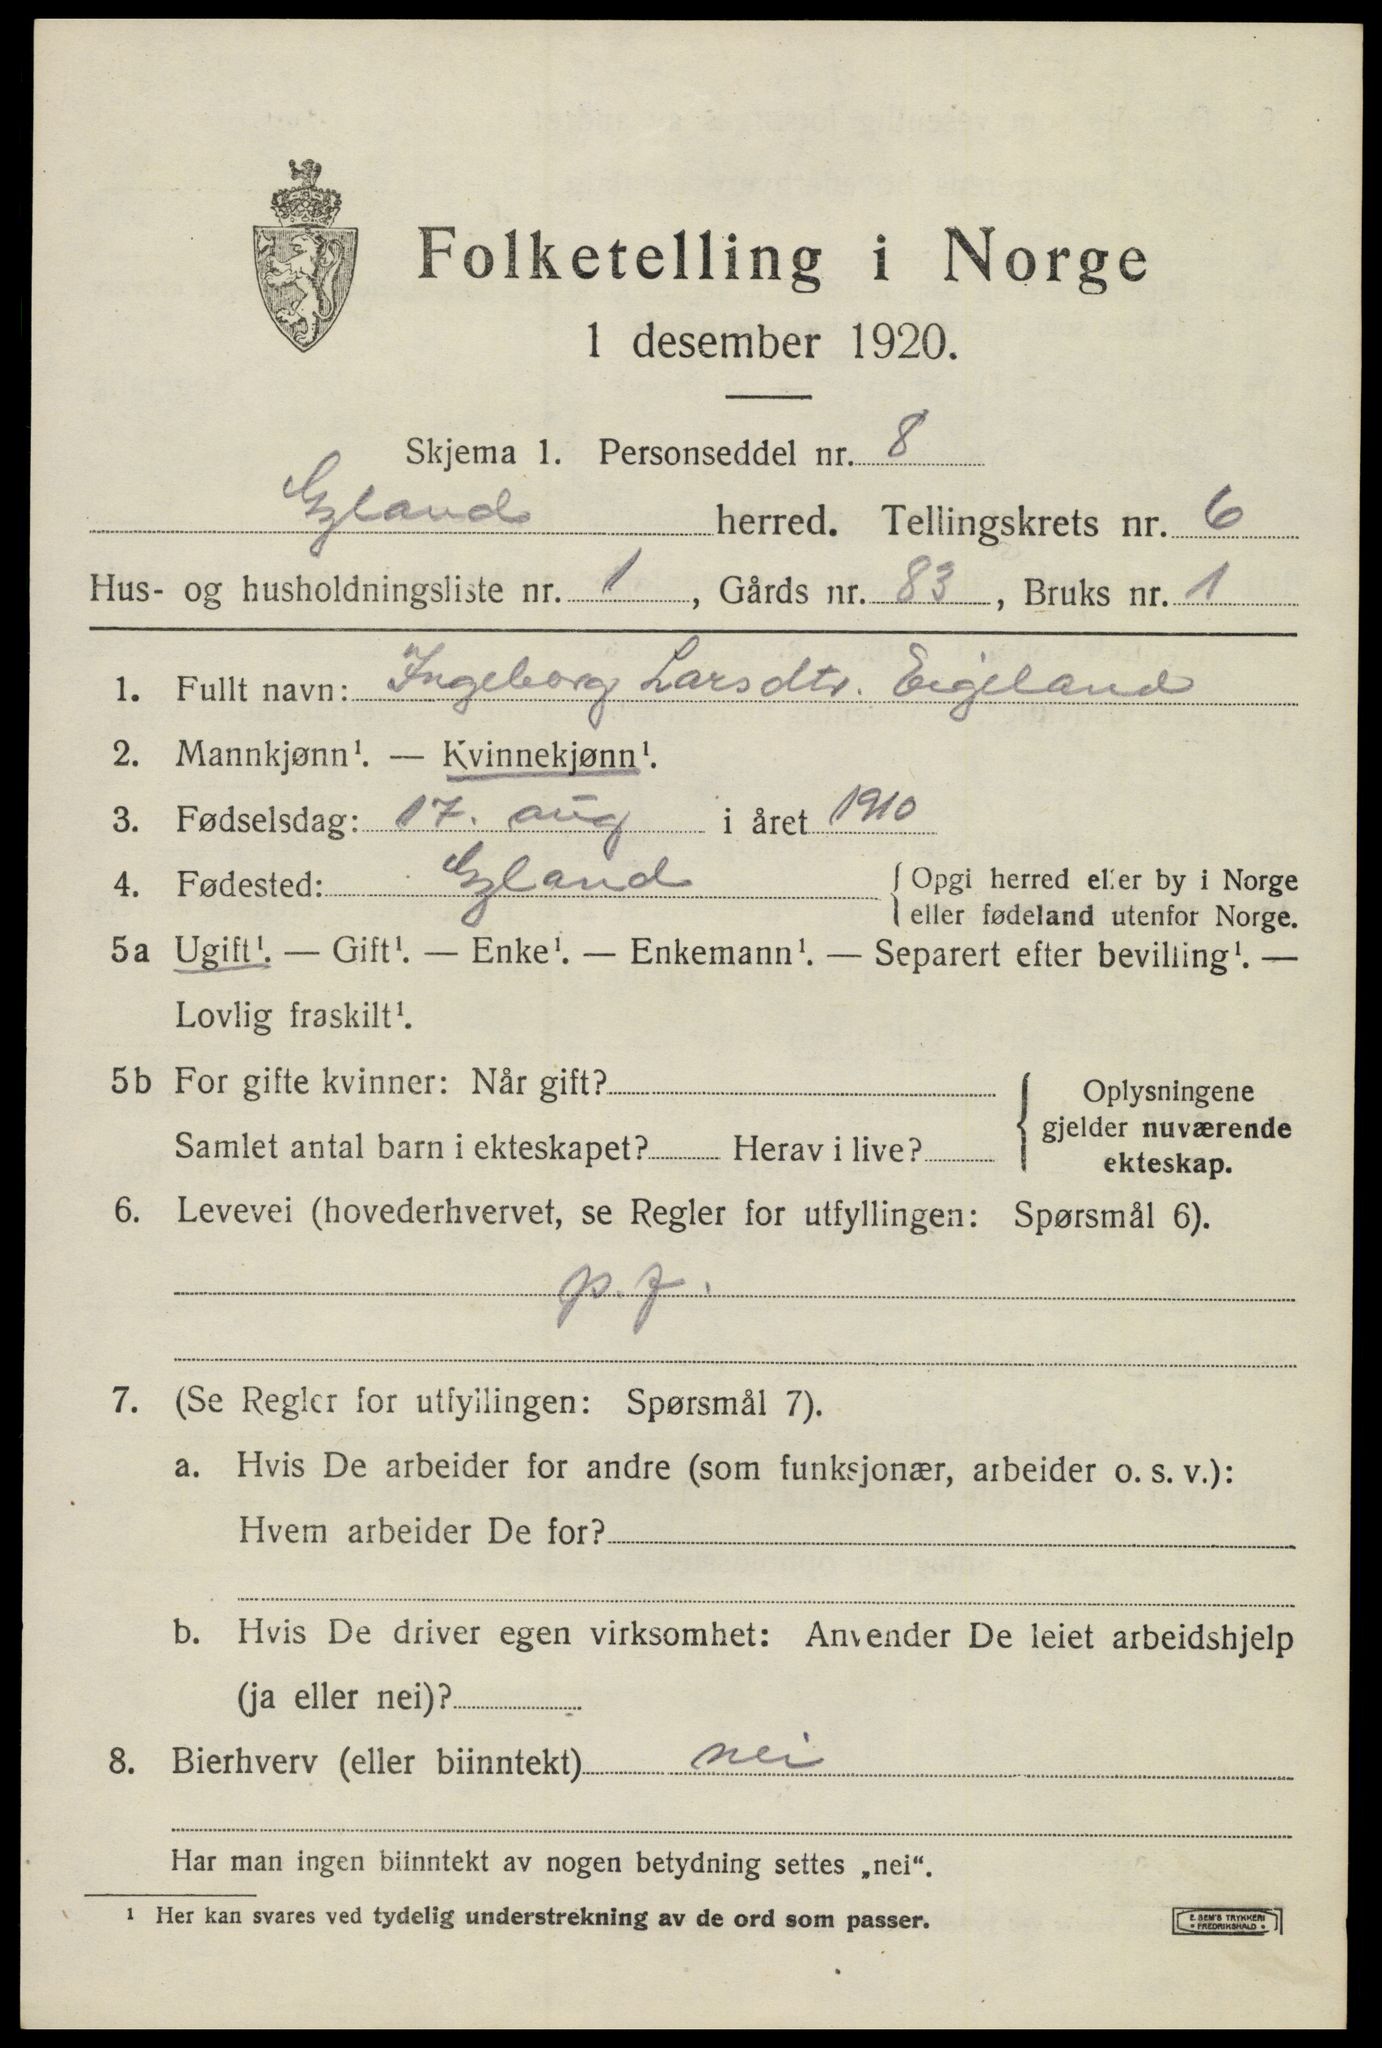 Folketelling i Norge
1 desember 1920.
Skjema 1. Personseddel nr. 8
Gyland herred. Tellingskrets nr. 6
Hus- og husholdningsliste nr. 1, Gårds nr. 83, Bruks nr. 1
1. Fullt navn: Ingeborg Larsdtr. Eigeland
2. Mannkjønn¹. — Kvinnekjønn¹.
3. Fødselsdag: 17. aug i året 1910
4. Fødested: Gyland { Opgi herred eller by i Norge
eller fødeland utenfor Norge.
5a Ugift¹. — Gift¹. — Enke¹. — Enkemann¹. — Separert efter bevilling¹. —
Lovlig fraskilt¹.
5b For gifte kvinner: Når gift?
Samlet antal barn i ekteskapet? Herav i live?
{ Oplysningene
gjelder nuværende
ekteskap.
6. Levevei (hovederhvervet, se Regler for utfyllingen: Spørsmål 6).
p. f.
7. (Se Regler for utfyllingen: Spørsmål 7).
a. Hvis De arbeider for andre (som funksjonær, arbeider o. s. v.):
Hvem arbeider De for?
b. Hvis De driver egen virksomhet: Anvender De leiet arbeidshjelp
(ja eller nei)?
8. Bierhverv (eller biinntekt) nei
Har man ingen biinntekt av nogen betydning settes „nei“.
¹ Her kan svares ved tydelig understrekning av de ord som passer.
E. SEM'S TRYKKERI
• FREDRIKSHALD •